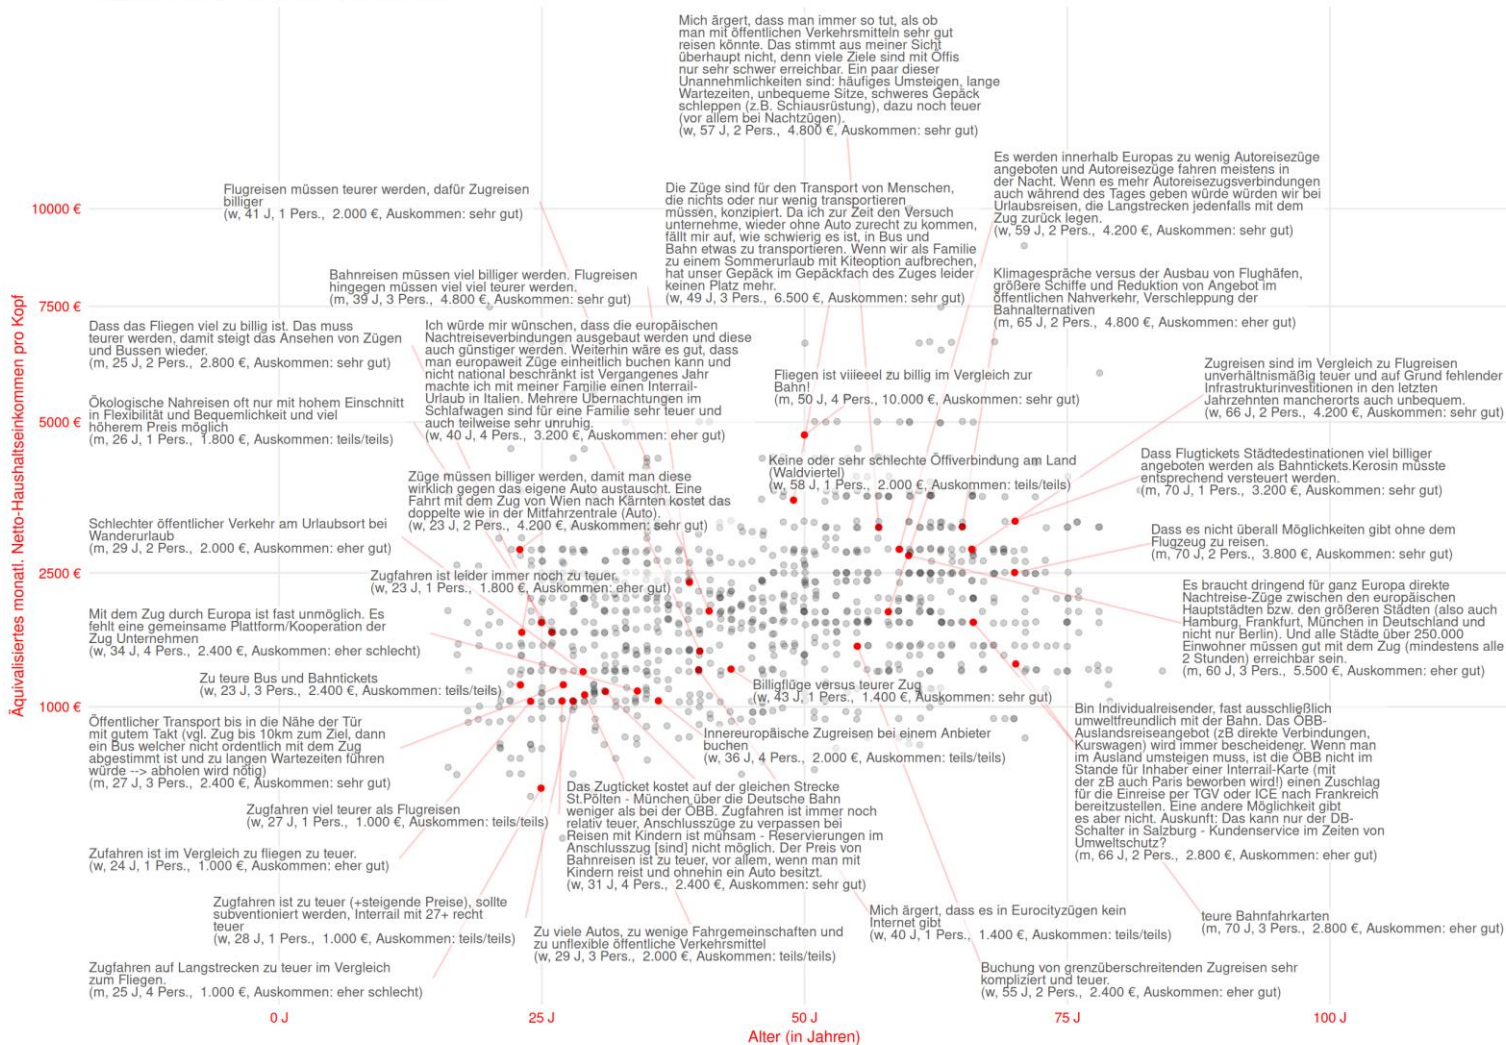 Mich ärgert, dass man immer so tut, als ob
man mit öffentlichen Verkehrsmitteln sehr gut
reisen könnte. Das stimmt aus meiner Sicht
überhaupt nicht, denn viele Ziele sind mit Öffis
nur sehr schwer erreichbar. Ein paar dieser
Unannehmlichkeiten sind: häufiges Umsteigen, lange
Wartezeiten, unbequeme Sitze, schweres Gepäck
schleppen (z.B. Schiausrüstung), dazu noch teuer
(vor allem bei Nachtzügen).
(w, 57 J, 2 Pers., 4.800 €, Auskommen: sehr gut)
Es werden innerhalb Europas zu wenig Autoreisezüge
angeboten und Autoreisezüge fahren meistens in
der Nacht. Wenn es mehr Autoreisezugsverbindungen
auch während des Tages geben würde würden wir bei
Urlaubsreisen, die Langstrecken jedenfalls mit dem
Zug zurück legen.
(w, 59 J, 2 Pers., 4.200 €, Auskommen: sehr gut)
Flugreisen müssen teurer werden, dafür Zugreisen
billiger
(w, 41 J, 1 Pers., 2.000 €, Auskommen: sehr gut)
Die Züge sind für den Transport von Menschen,
die nichts oder nur wenig transportieren
müssen, konzipiert. Da ich zur Zeit den Versuch
unternehme, wieder ohne Auto zurecht zu kommen,
fällt mir auf, wie schwierig es ist, in Bus und
Bahn etwas zu transportieren. Wenn wir als Familie
zu einem Sommerurlaub mit Kiteoption aufbrechen,
hat unser Gepäck im Gepäckfach des Zuges leider
keinen Platz mehr.
(w, 49 J, 3 Pers., 6.500 €, Auskommen: sehr gut)
Bahnreisen müssen viel billiger werden. Flugreisen
hingegen müssen viel viel teurer werden.
(m, 39 J, 3 Pers., 4.800 €, Auskommen: sehr gut)
Klimagespräche versus der Ausbau von Flughäfen,
größere Schiffe und Reduktion von Angebot im
öffentlichen Nahverkehr, Verschleppung der
Bahnalternativen
(m, 65 J, 2 Pers., 4.800 €, Auskommen: eher gut)
Dass das Fliegen viel zu billig ist. Das muss
teurer werden, damit steigt das Ansehen von Zügen
und Bussen wieder.
(m, 25 J, 2 Pers., 2.800 €, Auskommen: sehr gut)
Ich würde mir wünschen, dass die europäischen
Nachtreiseverbindungen ausgebaut werden und diese
auch günstiger werden. Weiterhin wäre es gut, dass
man europaweit Züge einheitlich buchen kann und
nicht national beschränkt ist Vergangenes Jahr
machte ich mit meiner Familie einen Interrail-
Urlaub in Italien. Mehrere Übernachtungen im
Schlafwagen sind für eine Familie sehr teuer und
auch teilweise sehr unruhig.
(w, 40 J, 4 Pers., 3.200 €, Auskommen: eher gut)
Fliegen ist viiieeel zu billig im Vergleich zur
Bahn!
(m, 50 J, 4 Pers., 10.000 €, Auskommen: sehr gut)
Zugreisen sind im Vergleich zu Flugreisen
unverhältnismäßig teuer und auf Grund fehlender
Infrastrukturinvestitionen in den letzten
Jahrzehnten mancherorts auch unbequem.
(w, 66 J, 2 Pers., 4.200 €, Auskommen: sehr gut)
Ökologische Nahreisen oft nur mit hohem Einschnitt
in Flexibilität und Bequemlichkeit und viel
höherem Preis möglich
(m, 26 J, 1 Pers., 1.800 €, Auskommen: teils/teils)
Keine oder sehr schlechte Öffiverbindung am Land
(Waldviertel)
(w, 58 J, 1 Pers., 2.000 €, Auskommen: teils/teils)
Dass Flugtickets Städtedestinationen viel billiger
angeboten werden als Bahntickets.Kerosin müsste
entsprechend versteuert werden.
(m, 70 J, 1 Pers., 3.200 €, Auskommen: sehr gut)
Züge müssen billiger werden, damit man diese
wirklich gegen das eigene Auto austauscht. Eine
Fahrt mit dem Zug von Wien nach Kärnten kostet das
doppelte wie in der Mitfahrzentrale (Auto).
(w, 23 J, 2 Pers., 4.200 €, Auskommen: sehr gut)
Schlechter öffentlicher Verkehr am Urlaubsort bei
Wanderurlaub
(m, 29 J, 2 Pers., 2.000 €, Auskommen: eher gut)
Dass es nicht überall Möglichkeiten gibt ohne dem
Flugzeug zu reisen.
(m, 70 J, 2 Pers., 3.800 €, Auskommen: sehr gut)
Zugfahren ist leider immer noch zu teuer.
(w, 23 J, 1 Pers., 1.800 €, Auskommen: eher gut)
Es braucht dringend für ganz Europa direkte
Nachtreise-Züge zwischen den europäischen
Hauptstädten bzw. den größeren Städten (also auch
Hamburg, Frankfurt, München in Deutschland und
nicht nur Berlin). Und alle Städte über 250.000
Einwohner müssen gut mit dem Zug (mindestens alle
2 Stunden) erreichbar sein.
(m, 60 J, 3 Pers., 5.500 €, Auskommen: eher gut)
Mit dem Zug durch Europa ist fast unmöglich. Es
fehlt eine gemeinsame Plattform/Kooperation der
Zug Unternehmen
(w, 34 J, 4 Pers., 2.400 €, Auskommen: eher schlecht)
Zu teure Bus und Bahntickets
(w, 23 J, 3 Pers., 2.400 €, Auskommen: teils/teils)
Billigflüge versus teurer Zug
(w, 43 J, 1 Pers., 1.400 €, Auskommen: sehr gut)
Öffentlicher Transport bis in die Nähe der Tür
mit gutem Takt (vgl. Zug bis 10km zum Ziel, dann
ein Bus welcher nicht ordentlich mit dem Zug
abgestimmt ist und zu langen Wartezeiten führen
würde --> abholen wird nötig)
(m, 27 J, 3 Pers., 2.400 €, Auskommen: sehr gut)
Innereuropäische Zugreisen bei einem Anbieter
buchen
(w, 36 J, 4 Pers., 2.000 €, Auskommen: teils/teils)
Bin Individualreisender, fast ausschließlich
umweltfreundlich mit der Bahn. Das ÖBB-
Auslandsreiseangebot (zB direkte Verbindungen,
Kurswagen) wird immer bescheidener. Wenn man
im Ausland umsteigen muss, ist die ÖBB nicht im
Stande für Inhaber einer Interrail-Karte (mit
der zB auch Paris beworben wird!) einen Zuschlag
für die Einreise per TGV oder ICE nach Frankreich
bereitzustellen. Eine andere Möglichkeit gibt
es aber nicht. Auskunft: Das kann nur der DB-
Schalter in Salzburg - Kundenservice im Zeiten von
Umweltschutz?
(m, 66 J, 2 Pers., 2.800 €, Auskommen: eher gut)
Das Zugticket kostet auf der gleichen Strecke
St.Pölten - München über die Deutsche Bahn
weniger als bei der ÖBB. Zugfahren ist immer noch
relativ teuer, Anschlusszüge zu verpassen bei
Reisen mit Kindern ist mühsam - Reservierungen im
Anschlusszug [sind] nicht möglich. Der Preis von
Bahnreisen ist zu teuer, vor allem, wenn man mit
Kindern reist und ohnehin ein Auto besitzt.
(w, 31 J, 4 Pers., 2.400 €, Auskommen: sehr gut)
Zugfahren viel teurer als Flugreisen
(w, 27 J, 1 Pers., 1.000 €, Auskommen: teils/teils)
Zufahren ist im Vergleich zu fliegen zu teuer.
(w, 24 J, 1 Pers., 1.000 €, Auskommen: eher gut)
Zugfahren ist zu teuer (+steigende Preise), sollte
subventioniert werden, Interrail mit 27+ recht
teuer
(w, 28 J, 1 Pers., 1.000 €, Auskommen: teils/teils)
Zu viele Autos, zu wenige Fahrgemeinschaften und
zu unflexible öffentliche Verkehrsmittel
(w, 29 J, 3 Pers., 2.000 €, Auskommen: teils/teils)
Mich ärgert, dass es in Eurocityzügen kein
Internet gibt
(w, 40 J, 1 Pers., 1.400 €, Auskommen: teils/teils)
teure Bahnfahrkarten
(m, 70 J, 3 Pers., 2.800 €, Auskommen: eher gut)
Zugfahren auf Langstrecken zu teuer im Vergleich
zum Fliegen.
(m, 25 J, 4 Pers., 1.000 €, Auskommen: eher schlecht)
Buchung von grenzüberschreitenden Zugreisen sehr
kompliziert und teuer.
(w, 55 J, 2 Pers., 2.400 €, Auskommen: eher gut)
10000 €
7500 €
5000 €
2500 €
1000 €
Äquivalisiertes monatl. Netto-Haushaltseinkommen pro Kopf
0 J
25 J
50 J
75 J
100 J
Alter (in Jahren)